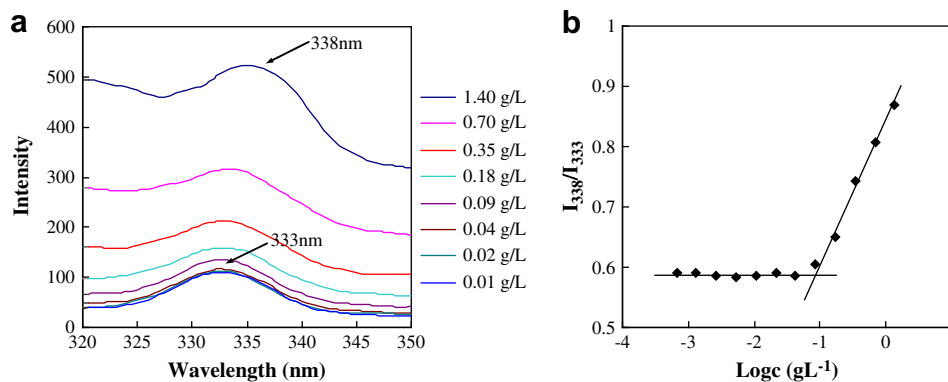 a
600
500
400
300
200
100
0
Intensity
338nm
333nm
320 325 330 335 340 345 350
Wavelength (nm)
1.40 g/L
0.70 g/L
0.35 g/L
0.18 g/L
0.09 g/L
0.04 g/L
0.02 g/L
0.01 g/L
b
1
0.9
0.8
0.7
0.6
0.5
I338/I333
-4 -3 -2 -1 0
Logc (gL-1)